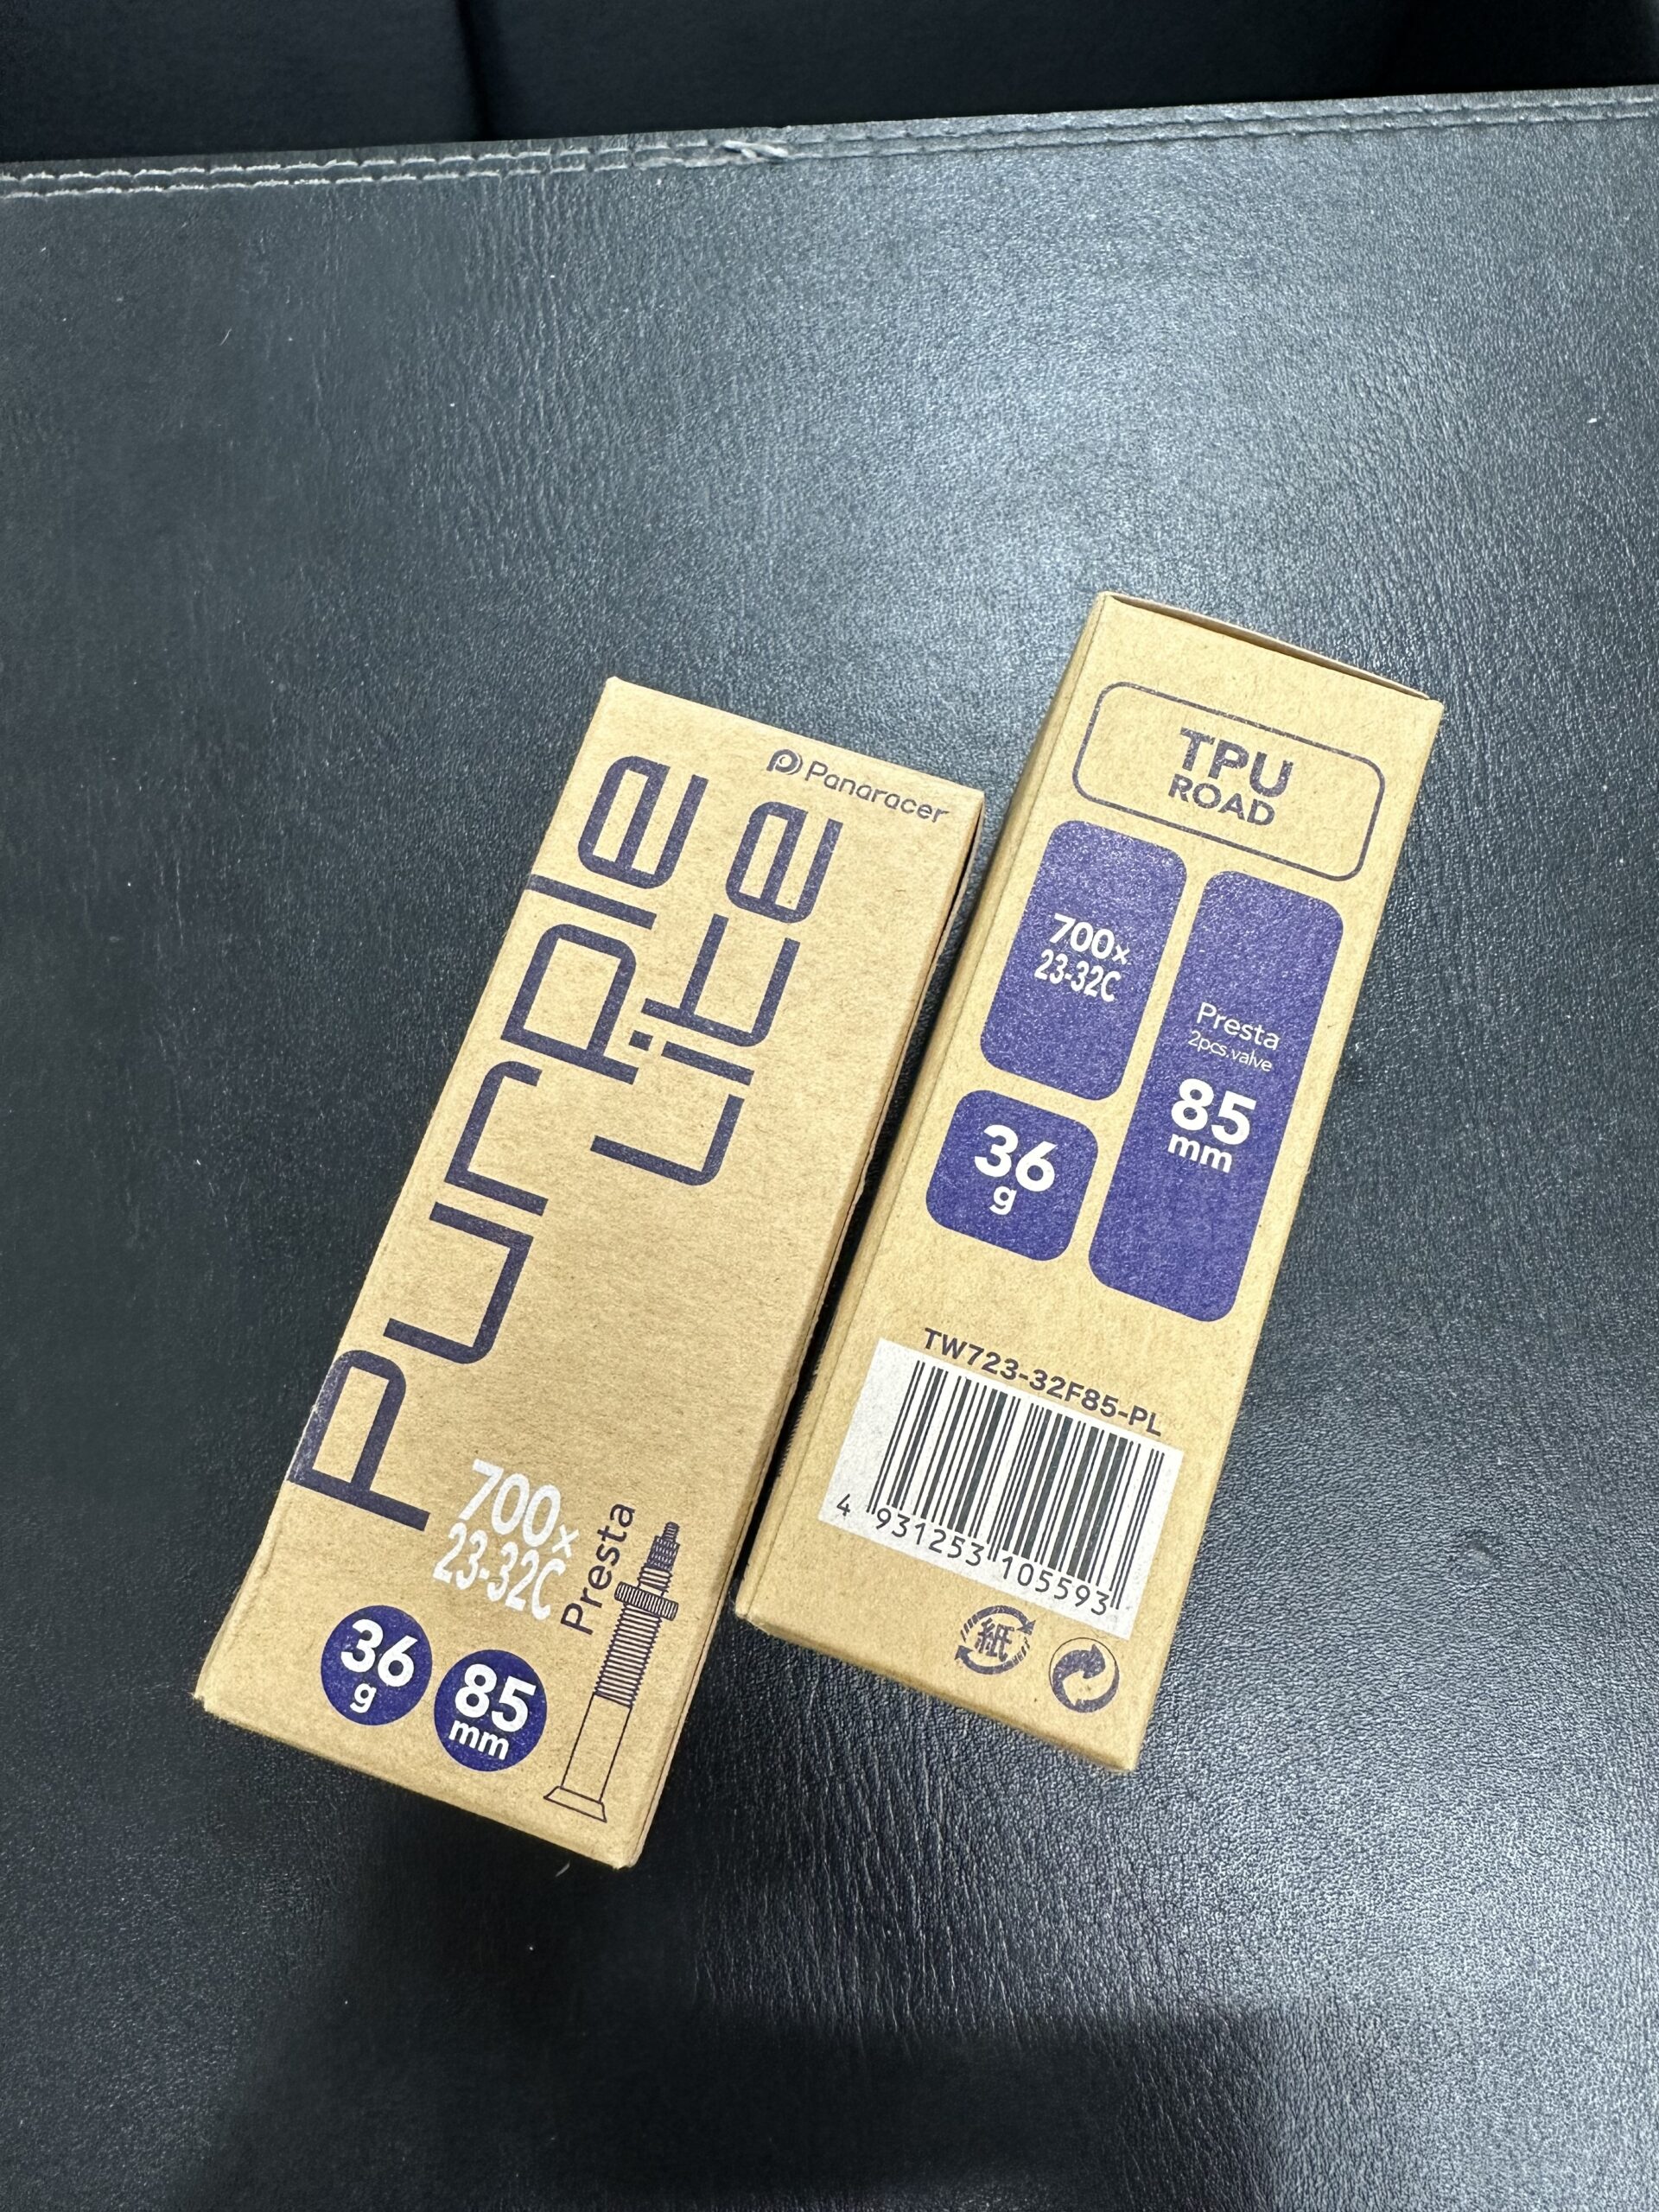 Panaracer
Purple
Lite
700×
23-32C
Presta
36
g
85
mm
TPU
ROAD
700×
23-32C
Presta
2pcs.valve
85
mm
36
g
TW723-32F85-PL
4 931253 105593
紙